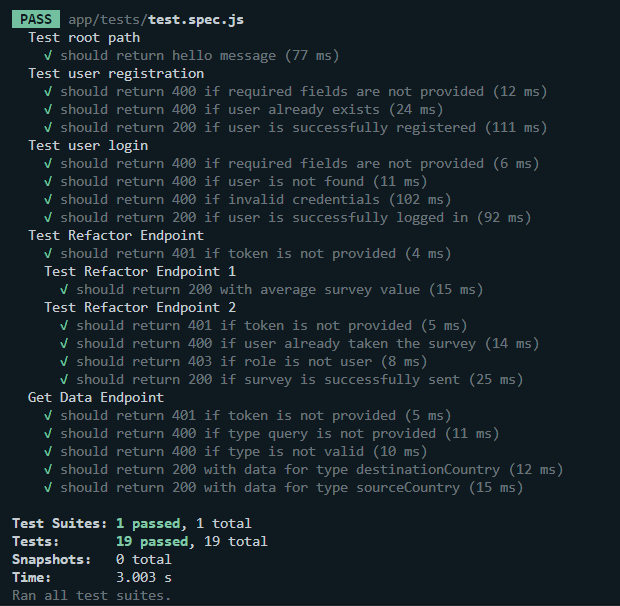 PASS app/tests/test.spec.js
Test root path
√ should return hello message (77 ms)
Test user registration
√ should return 400 if required fields are not provided (12 ms)
√ should return 400 if user already exists (24 ms)
√ should return 200 if user is successfully registered (111 ms)
Test user login
√ should return 400 if required fields are not provided (6 ms)
√ should return 400 if user is not found (11 ms)
√ should return 400 if invalid credentials (102 ms)
√ should return 200 if user is successfully logged in (92 ms)
Test Refactor Endpoint
√ should return 401 if token is not provided (4 ms)
Test Refactor Endpoint 1
√ should return 200 with average survey value (15 ms)
Test Refactor Endpoint 2
√ should return 401 if token is not provided (5 ms)
√ should return 400 if user already taken the survey (14 ms)
√ should return 403 if role is not user (8 ms)
√ should return 200 if survey is successfully sent (25 ms)
Get Data Endpoint
√ should return 401 if token is not provided (5 ms)
√ should return 400 if type query is not provided (11 ms)
√ should return 400 if type is not valid (10 ms)
√ should return 200 with data for type destinationCountry (12 ms)
√ should return 200 with data for type sourceCountry (15 ms)
Test Suites: 1 passed, 1 total
Tests: 19 passed, 19 total
Snapshots: 0 total
Time: 3.003 s
Ran all test suites.